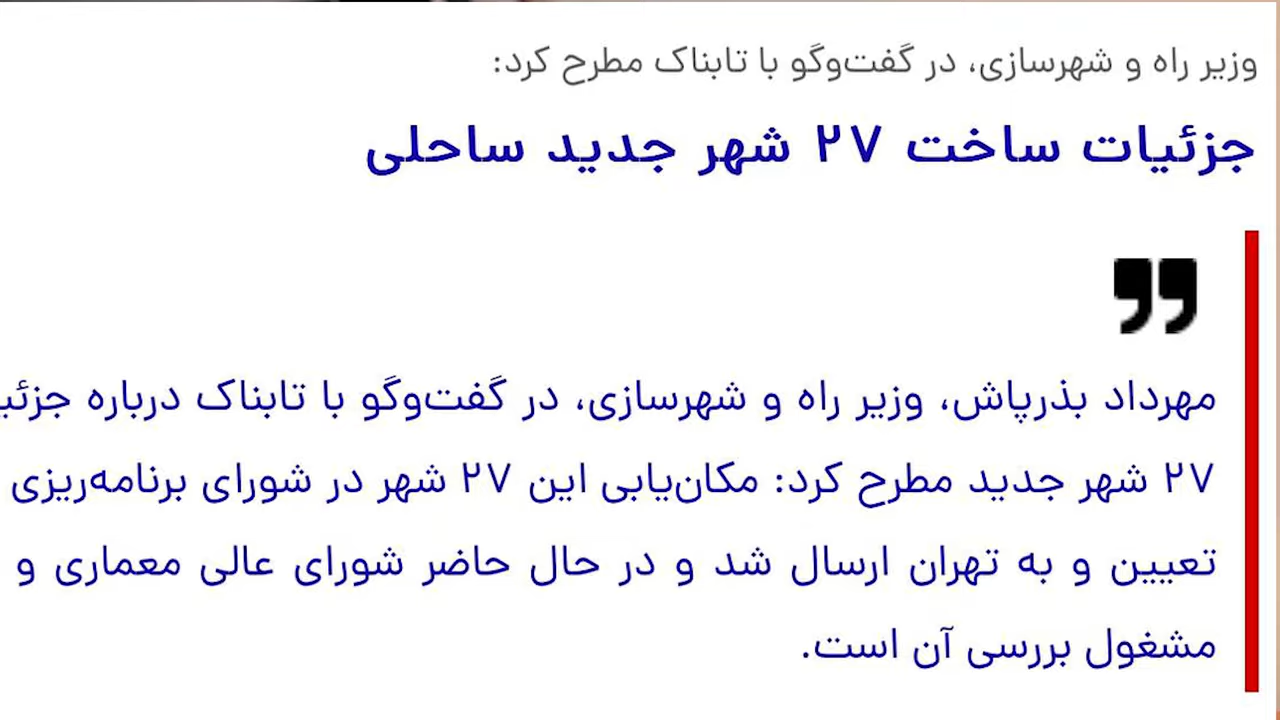 وزیر راه و شهرسازی، در گفت‌وگو با تابناک مطرح کرد:
جزئیات ساخت ۲۷ شهر جدید ساحلی
مهرداد بذرپاش، وزیر راه و شهرسازی، در گفت‌وگو با تابناک درباره
۲۷ شهر جدید مطرح کرد: مکان‌یابی این ۲۷ شهر در شورای برنامه‌ریزی
تعیین و به تهران ارسال شد و در حال حاضر شورای عالی معماری و
مشغول بررسی آن است.